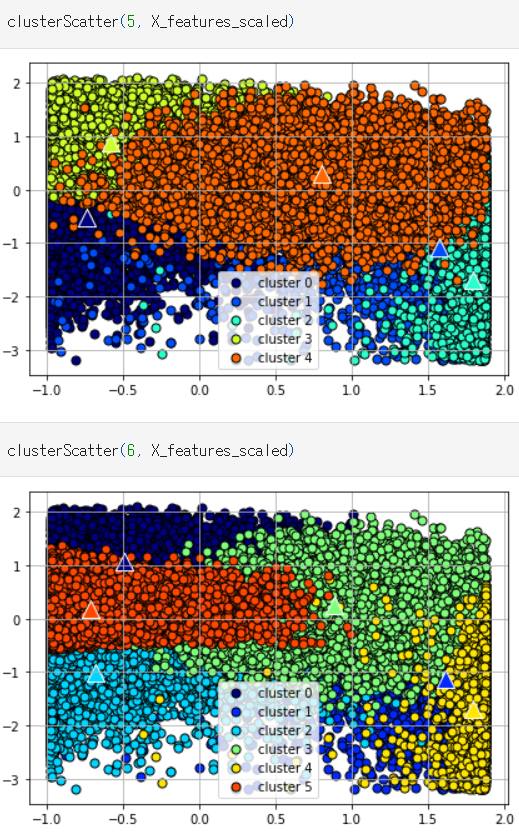 clusterScatter(5, X_features_scaled)
2
1
0
−1
−2
−3
cluster 0
cluster 1
cluster 2
cluster 3
cluster 4
−1.0 −0.5 0.0 0.5 1.0 1.5 2.0
clusterScatter(6, X_features_scaled)
2
1
0
−1
−2
−3
cluster 0
cluster 1
cluster 2
cluster 3
cluster 4
cluster 5
−1.0 −0.5 0.0 0.5 1.0 1.5 2.0